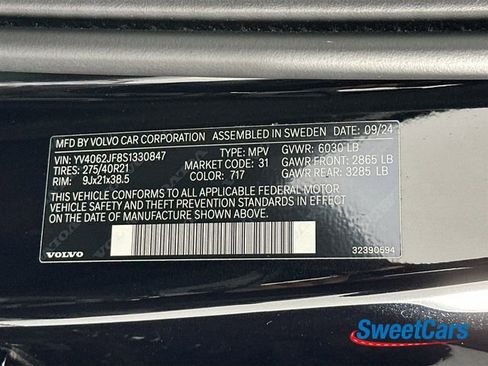 MFD. BY VOLVO CAR CORPORATION ASSEMBLED IN SWEDEN DATE: 09/24
VIN: YV4062JF8S1330847 TYPE: MPV GVWR: 6030 LB
TIRES: 275/40R21 MARKET CODE: 31 GAWR FRONT: 2865 LB
RIM: 9Jx21x38.5 COLOR: 717 GAWR REAR: 3285 LB
THIS VEHICLE CONFORMS TO ALL APPLICABLE FEDERAL MOTOR
VEHICLE SAFETY, BUMPER, AND THEFT PREVENTION STANDARDS IN EFFECT
ON THE DATE OF MANUFACTURE SHOWN ABOVE.
VOLVO
32390594
SweetCars